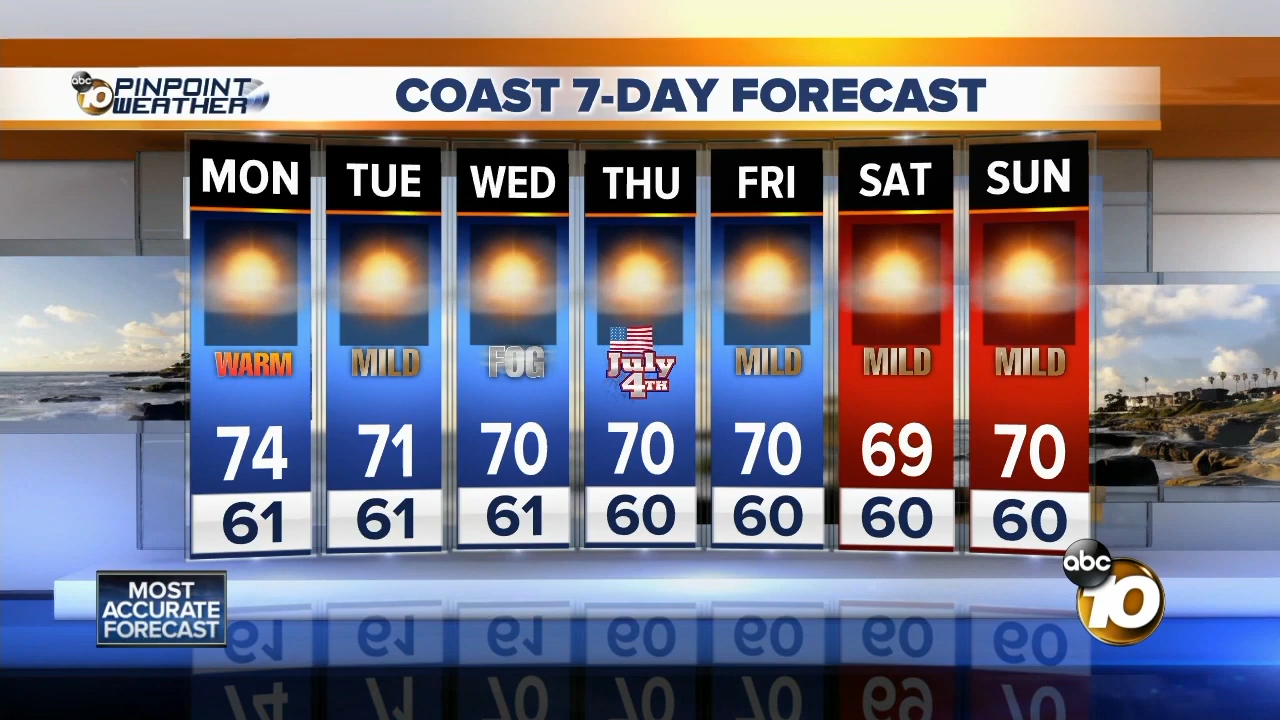 abc
10
PINPOINT
WEATHER
COAST 7-DAY FORECAST
MON TUE WED THU FRI SAT SUN
WARM MILD FOG July 4TH MILD MILD MILD
74 71 70 70 70 69 70
61 61 61 60 60 60 60
MOST
ACCURATE
FORECAST
abc
10